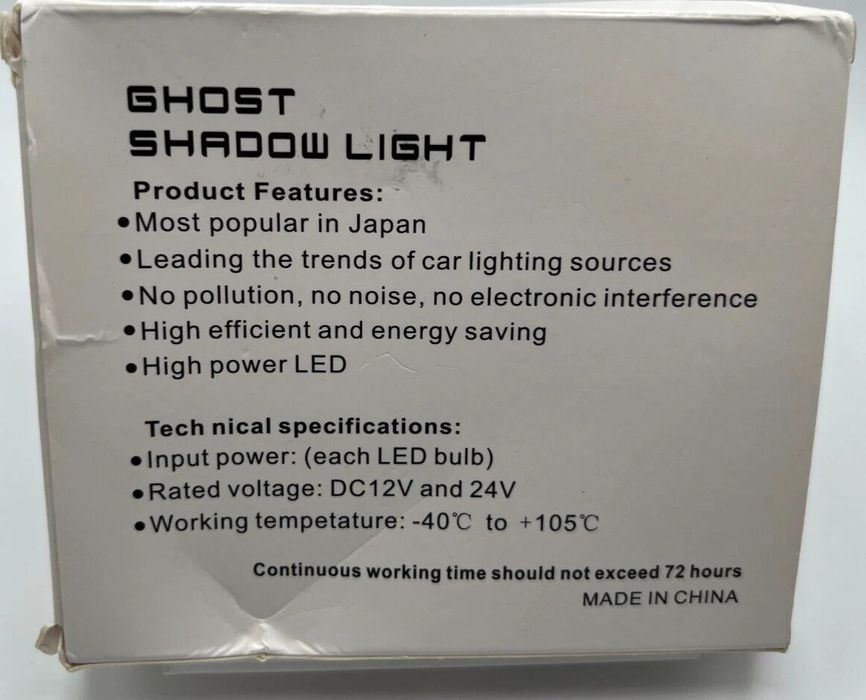 GHOST
SHADOW LIGHT
Product Features:
•Most popular in Japan
•Leading the trends of car lighting sources
•No pollution, no noise, no electronic interference
•High efficient and energy saving
•High power LED
Tech nical specifications:
•Input power: (each LED bulb)
•Rated voltage: DC12V and 24V
•Working tempetature: -40℃ to +105℃
Continuous working time should not exceed 72 hours
MADE IN CHINA